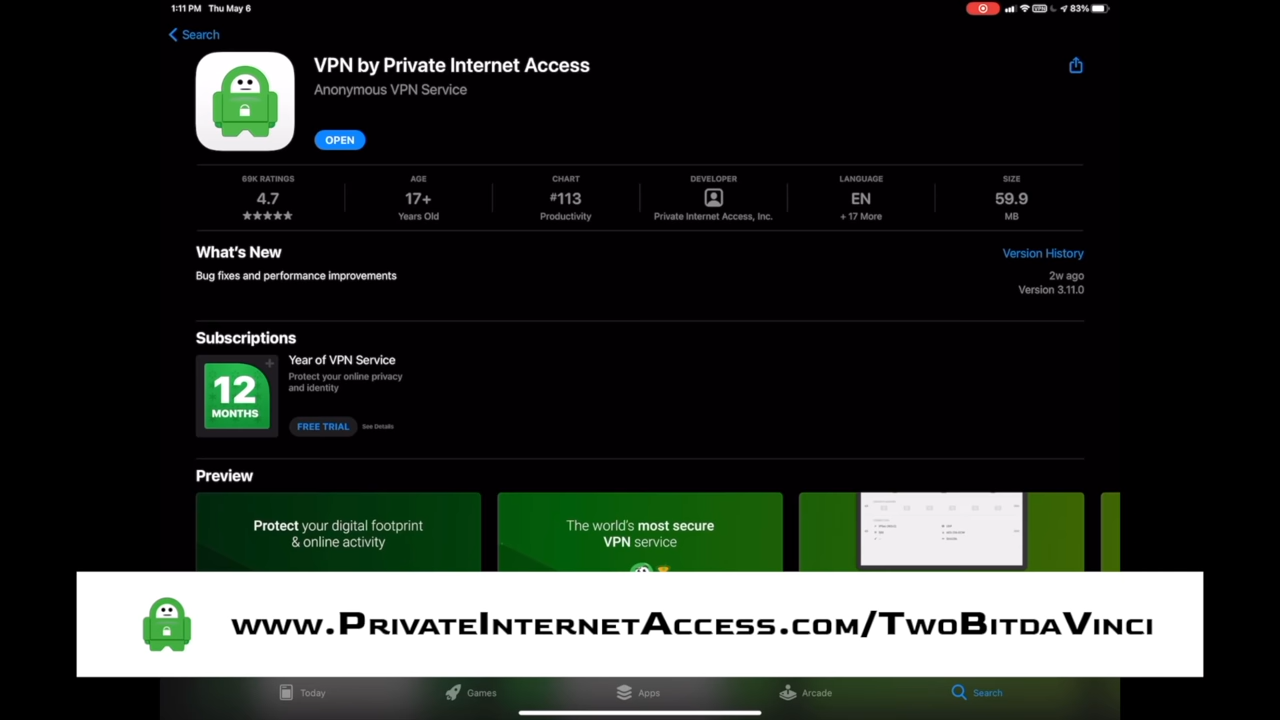 1:11 PM Thu May 6
VPN 83%
Search
VPN by Private Internet Access
Anonymous VPN Service
OPEN
69K RATINGS
4.7
AGE
17+
Years Old
CHART
#113
Productivity
DEVELOPER
Private Internet Access, Inc.
LANGUAGE
EN
+ 17 More
SIZE
59.9
MB
What's New
Version History
Bug fixes and performance improvements
2w ago
Version 3.11.0
Subscriptions
12
MONTHS
Year of VPN Service
Protect your online privacy
and identity
FREE TRIAL
See Details
Preview
Protect your digital footprint
& online activity
The world's most secure
VPN service
www.PrivateInternetAccess.com/TwoBitdaVinci
Today
Games
Apps
Arcade
Search